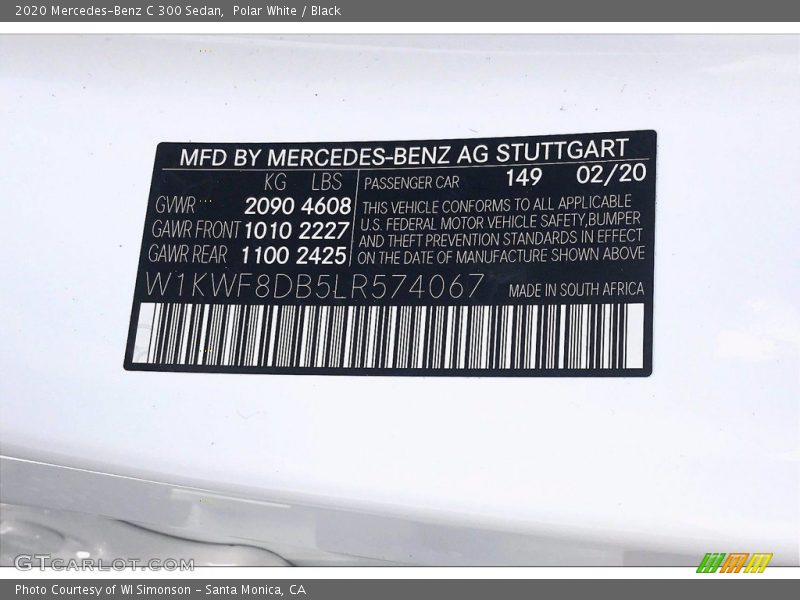 2020 Mercedes-Benz C 300 Sedan, Polar White / Black
MFD BY MERCEDES-BENZ AG STUTTGART
KG LBS PASSENGER CAR 149 02/20
GVWR 2090 4608
GAWR FRONT 1010 2227
GAWR REAR 1100 2425
THIS VEHICLE CONFORMS TO ALL APPLICABLE
U.S. FEDERAL MOTOR VEHICLE SAFETY, BUMPER
AND THEFT PREVENTION STANDARDS IN EFFECT
ON THE DATE OF MANUFACTURE SHOWN ABOVE
W1KWF8DB5LR574067 MADE IN SOUTH AFRICA
GTCARLOT.COM
Photo Courtesy of WI Simonson - Santa Monica, CA